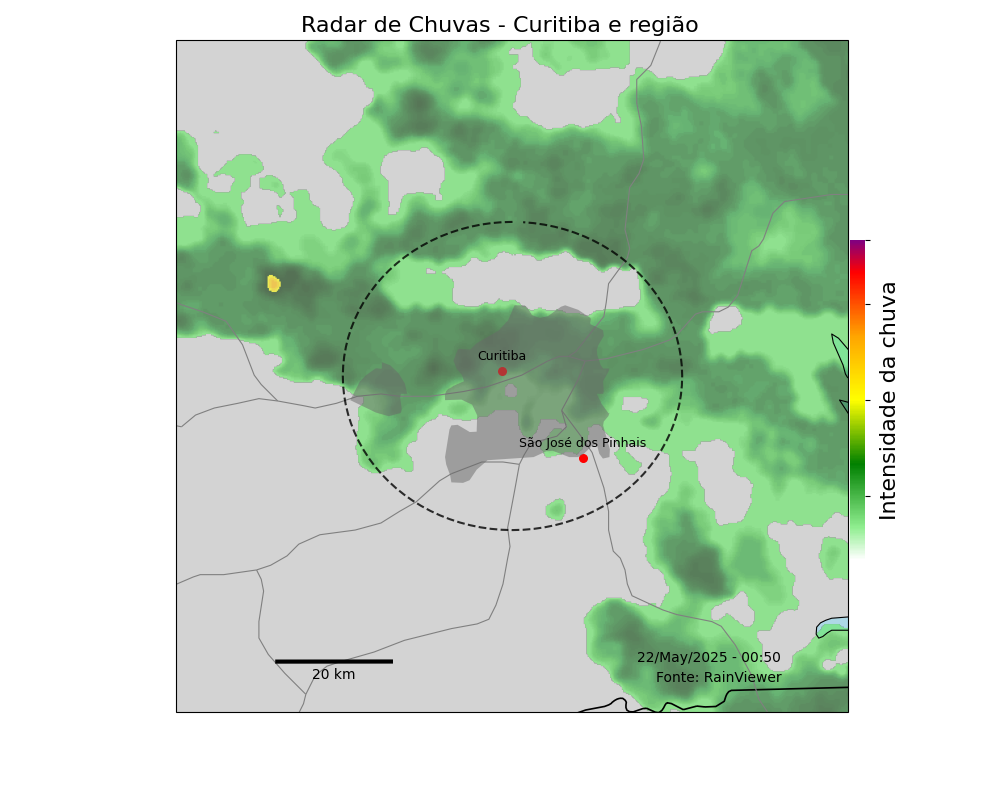 Radar de Chuvas - Curitiba e região
Curitiba
São José dos Pinhais
Intensidade da chuva
22/May/2025 - 00:50
Fonte: RainViewer
20 km